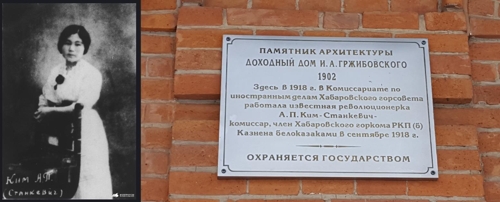 Ким А.П.
(Станкевич)
ПАМЯТНИК АРХИТЕКТУРЫ
ДОХОДНЫЙ ДОМ И.А.ГРЖИБОВСКОГО
1902
Здесь в 1918 г. в Комиссариате по
иностранным делам Хабаровского горсовета
работала известная революционерка
А.П.Ким-Станкевич-
комиссар, член Хабаровского горкома РКП(б)
Казнена белоказаками в сентябре 1918 г.
ОХРАНЯЕТСЯ ГОСУДАРСТВОМ